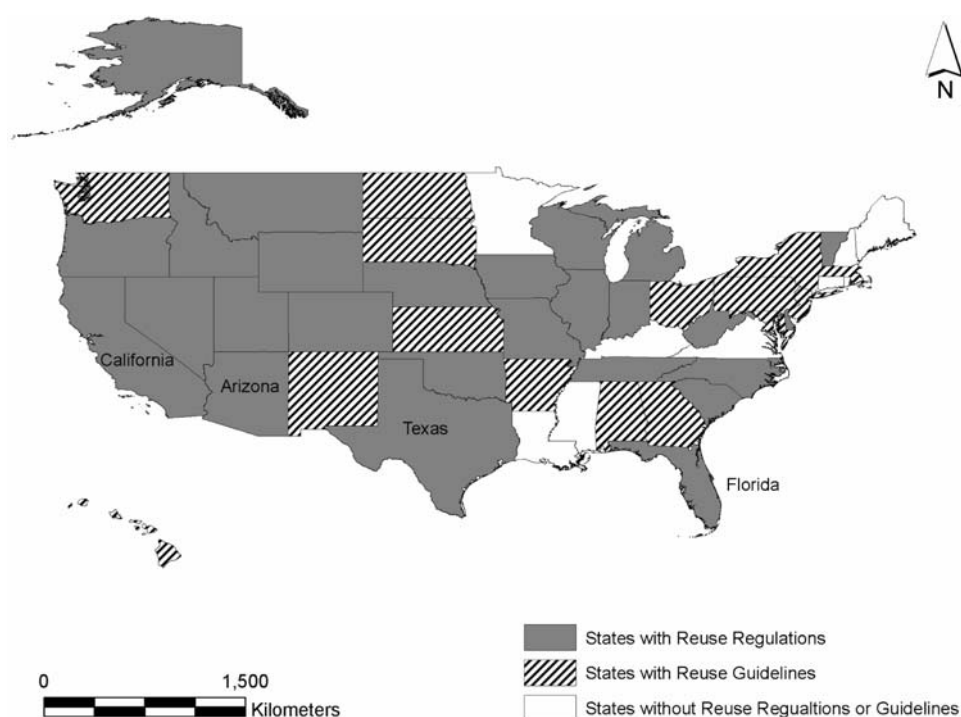 N
California
Arizona
Texas
Florida
States with Reuse Regulations
States with Reuse Guidelines
0 1,500
Kilometers
States without Reuse Regualtions or Guidelines